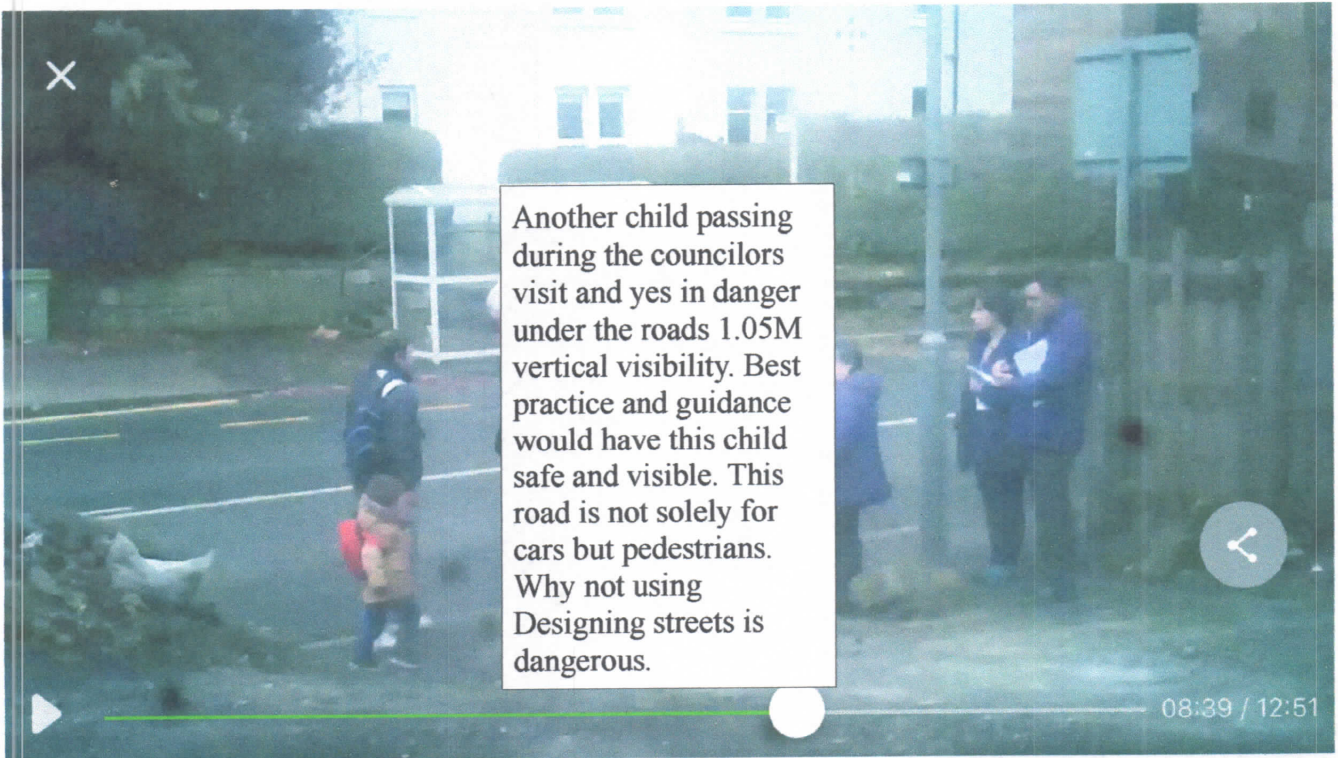 Another child passing
during the councilors
visit and yes in danger
under the roads 1.05M
vertical visibility. Best
practice and guidance
would have this child
safe and visible. This
road is not solely for
cars but pedestrians.
Why not using
Designing streets is
dangerous.
08:39 / 12:51